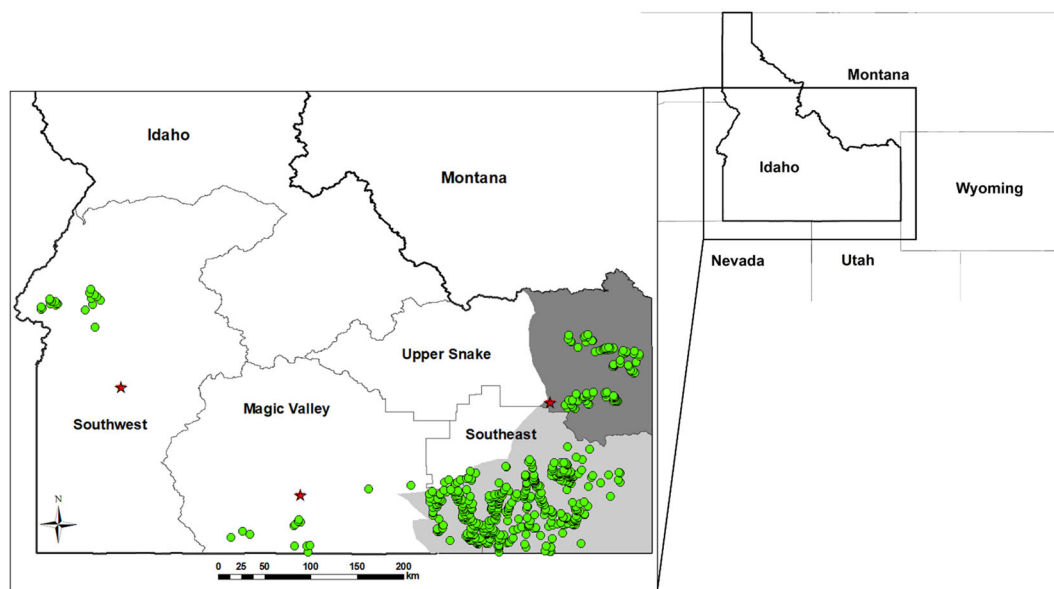 Montana
Idaho
Wyoming
Nevada
Utah
Idaho
Montana
Upper Snake
Magic Valley
Southwest
Southeast
N
0 25 50 100 150 200
km